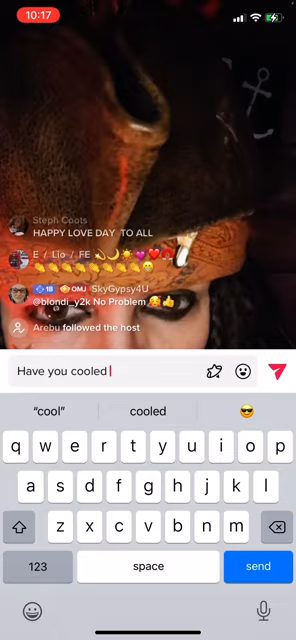 10:17
Steph Coots
HAPPY LOVE DAY TO ALL
E / Lio / FE
18 OMJ SkyGypsy4U
@blondi_y2k No Problem
Arebu followed the host
Have you cooled
“cool” cooled
q w e r t y u i o p
a s d f g h j k l
z x c v b n m
123 space send